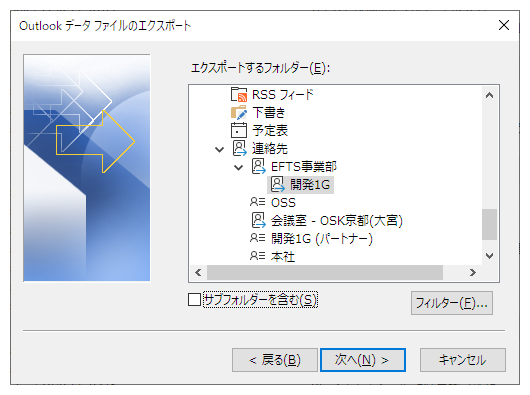 Outlook データ ファイルのエクスポート
エクスポートするフォルダー(E):
RSS フィード
下書き
予定表
連絡先
EFTS事業部
開発1G
OSS
会議室 - OSK京都(大宮)
開発1G (パートナー)
本社
サブフォルダーを含む(S)
フィルター(F)...
< 戻る(B)
次へ(N) >
キャンセル